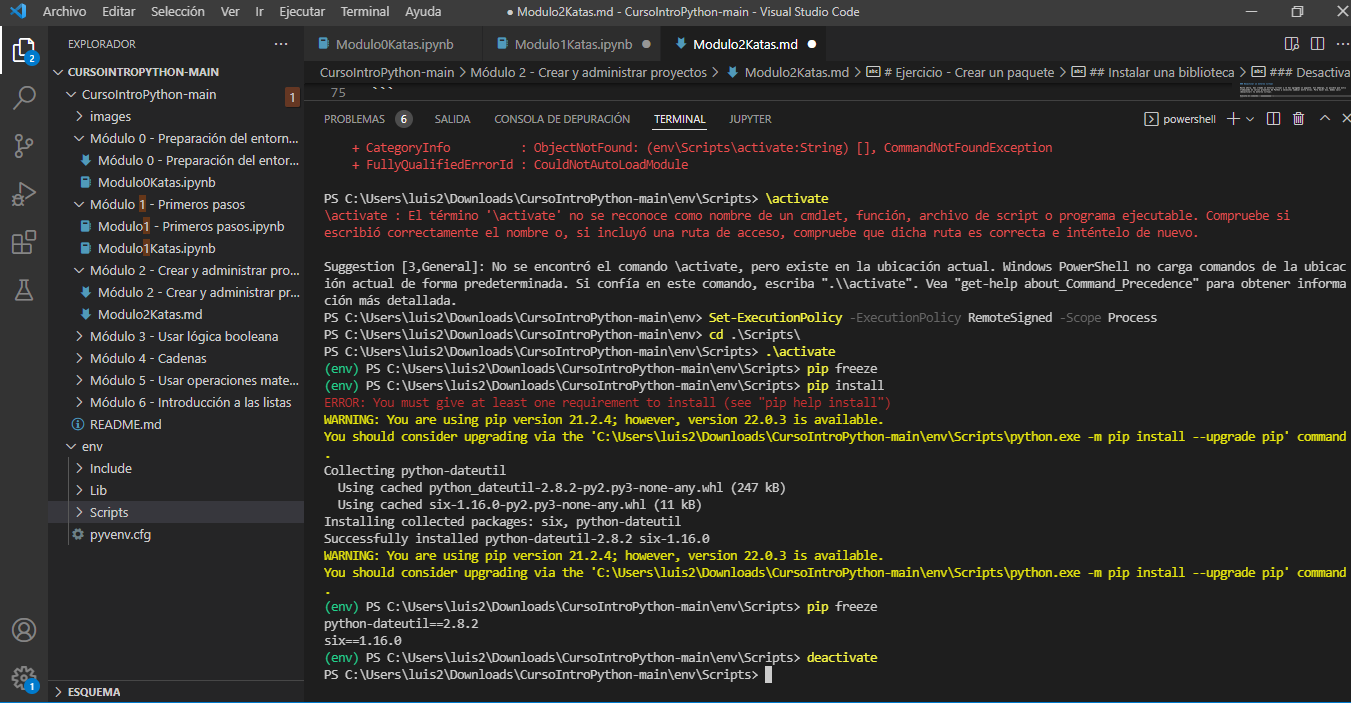 Archivo Editar Selección Ver Ir Ejecutar Terminal Ayuda
● Modulo2Katas.md - CursoIntroPython-main - Visual Studio Code
EXPLORADOR
CURSOINTROPYTHON-MAIN
CursoIntroPython-main
1
images
Módulo 0 - Preparación del entorn...
Módulo 0 - Preparación del entor...
Modulo0Katas.ipynb
Módulo 1 - Primeros pasos
Modulo1 - Primeros pasos.ipynb
Modulo1Katas.ipynb
Módulo 2 - Crear y administrar pro...
Módulo 2 - Crear y administrar pr...
Modulo2Katas.md
Módulo 3 - Usar lógica booleana
Módulo 4 - Cadenas
Módulo 5 - Usar operaciones mate...
Módulo 6 - Introducción a las listas
README.md
env
Include
Lib
Scripts
pyvenv.cfg
ESQUEMA
2
1
Modulo0Katas.ipynb
Modulo1Katas.ipynb ●
Modulo2Katas.md ●
CursoIntroPython-main > Módulo 2 - Crear y administrar proyectos > Modulo2Katas.md > # Ejercicio - Crear un paquete > ## Instalar una biblioteca > ### Desactiva
75 ```
PROBLEMAS 6 SALIDA CONSOLA DE DEPURACIÓN TERMINAL JUPYTER
powershell
+ CategoryInfo : ObjectNotFound: (env\Scripts\activate:String) [], CommandNotFoundException
+ FullyQualifiedErrorId : CouldNotAutoLoadModule
PS C:\Users\luis2\Downloads\CursoIntroPython-main\env\Scripts> \activate
\activate : El término '\activate' no se reconoce como nombre de un cmdlet, función, archivo de script o programa ejecutable. Compruebe si
escribió correctamente el nombre o, si incluyó una ruta de acceso, compruebe que dicha ruta es correcta e inténtelo de nuevo.
Suggestion [3,General]: No se encontró el comando \activate, pero existe en la ubicación actual. Windows PowerShell no carga comandos de la ubicac
ión actual de forma predeterminada. Si confía en este comando, escriba ".\\activate". Vea "get-help about_Command_Precedence" para obtener informa
ción más detallada.
PS C:\Users\luis2\Downloads\CursoIntroPython-main\env> Set-ExecutionPolicy -ExecutionPolicy RemoteSigned -Scope Process
PS C:\Users\luis2\Downloads\CursoIntroPython-main\env> cd .\Scripts\
PS C:\Users\luis2\Downloads\CursoIntroPython-main\env\Scripts> .\activate
(env) PS C:\Users\luis2\Downloads\CursoIntroPython-main\env\Scripts> pip freeze
(env) PS C:\Users\luis2\Downloads\CursoIntroPython-main\env\Scripts> pip install
ERROR: You must give at least one requirement to install (see "pip help install")
WARNING: You are using pip version 21.2.4; however, version 22.0.3 is available.
You should consider upgrading via the 'C:\Users\luis2\Downloads\CursoIntroPython-main\env\Scripts\python.exe -m pip install --upgrade pip' command
.
Collecting python-dateutil
Using cached python_dateutil-2.8.2-py2.py3-none-any.whl (247 kB)
Using cached six-1.16.0-py2.py3-none-any.whl (11 kB)
Installing collected packages: six, python-dateutil
Successfully installed python-dateutil-2.8.2 six-1.16.0
WARNING: You are using pip version 21.2.4; however, version 22.0.3 is available.
You should consider upgrading via the 'C:\Users\luis2\Downloads\CursoIntroPython-main\env\Scripts\python.exe -m pip install --upgrade pip' command
.
(env) PS C:\Users\luis2\Downloads\CursoIntroPython-main\env\Scripts> pip freeze
python-dateutil==2.8.2
six==1.16.0
(env) PS C:\Users\luis2\Downloads\CursoIntroPython-main\env\Scripts> deactivate
PS C:\Users\luis2\Downloads\CursoIntroPython-main\env\Scripts>